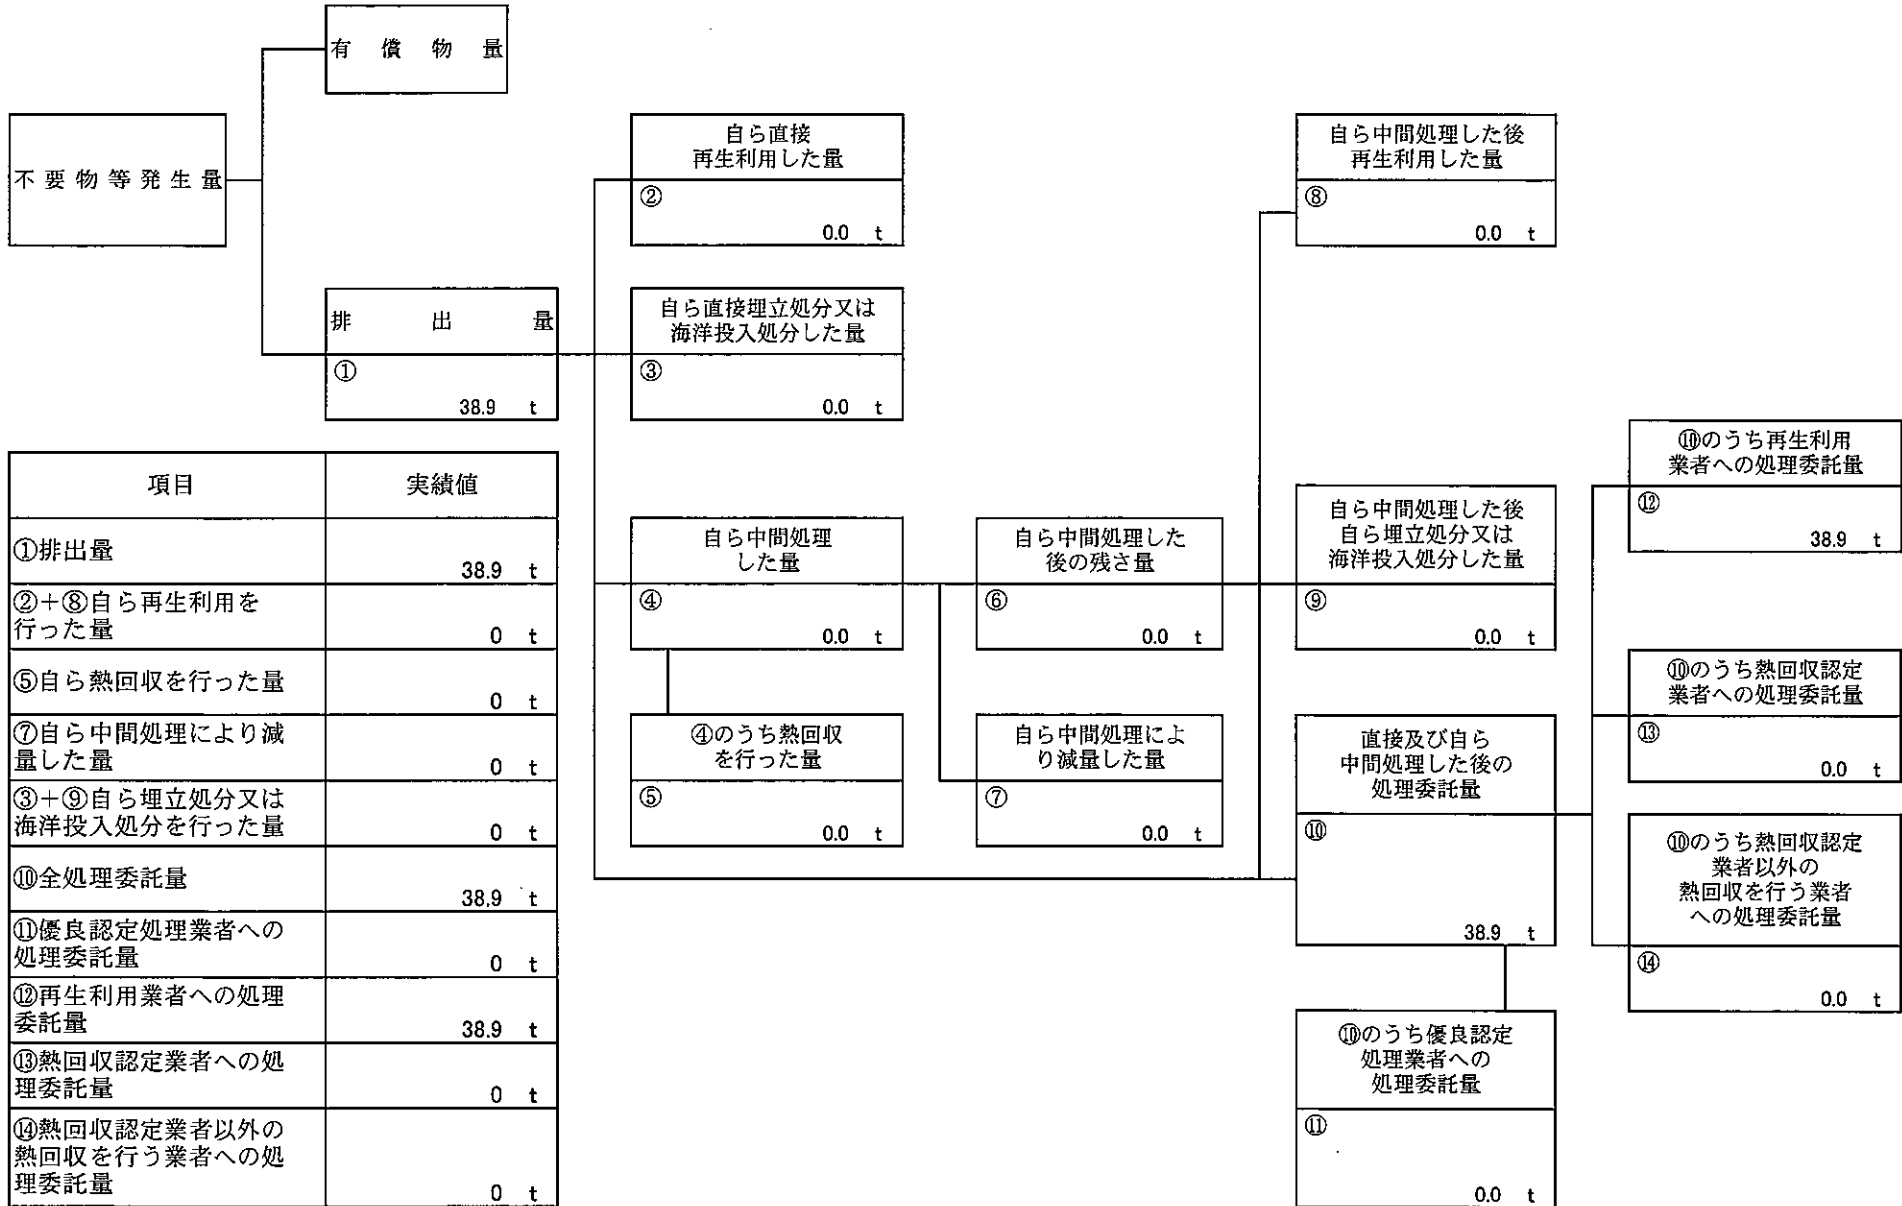 有償物量
不要物等発生量
排出量
①
38.9 t
自ら直接
再生利用した量
②
0.0 t
自ら直接埋立処分又は
海洋投入処分した量
③
0.0 t
自ら中間処理
した量
④
0.0 t
④のうち熱回収
を行った量
⑤
0.0 t
自ら中間処理した
後の残さ量
⑥
0.0 t
自ら中間処理によ
り減量した量
⑦
0.0 t
自ら中間処理した後
再生利用した量
⑧
0.0 t
自ら中間処理した後
自ら埋立処分又は
海洋投入処分した量
⑨
0.0 t
直接及び自ら
中間処理した後の
処理委託量
⑩
38.9 t
⑩のうち優良認定
処理業者への
処理委託量
⑪
0.0 t
⑩のうち再生利用
業者への処理委託量
⑫
38.9 t
⑩のうち熱回収認定
業者への処理委託量
⑬
0.0 t
⑩のうち熱回収認定
業者以外の
熱回収を行う業者
への処理委託量
⑭
0.0 t
項目 実績値
①排出量
38.9 t
②+⑧自ら再生利用を
行った量
0 t
⑤自ら熱回収を行った量
0 t
⑦自ら中間処理により減
量した量
0 t
③+⑨自ら埋立処分又は
海洋投入処分を行った量
0 t
⑩全処理委託量
38.9 t
⑪優良認定処理業者への
処理委託量
0 t
⑫再生利用業者への処理
委託量
38.9 t
⑬熱回収認定業者への処
理委託量
0 t
⑭熱回収認定業者以外の
熱回収を行う業者への処
理委託量
0 t